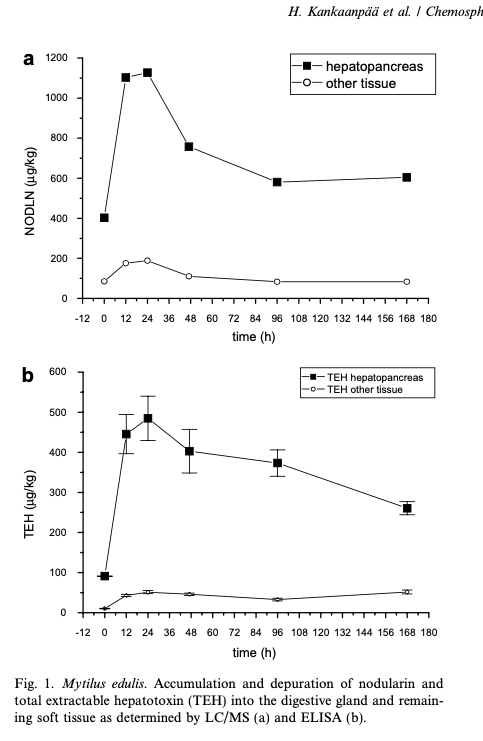 H. Kankaanpää et al. / Chemosph
a
hepatopancreas
other tissue
1200
1000
800
600
400
200
0
NODLN (µg/kg)
-12 0 12 24 36 48 60 72 84 96 108 120 132 144 156 168 180
time (h)
b
TEH hepatopancreas
TEH other tissue
600
500
400
300
200
100
0
TEH (µg/kg)
-12 0 12 24 36 48 60 72 84 96 108 120 132 144 156 168 180
time (h)
Fig. 1. Mytilus edulis. Accumulation and depuration of nodularin and
total extractable hepatotoxin (TEH) into the digestive gland and remain-
ing soft tissue as determined by LC/MS (a) and ELISA (b).